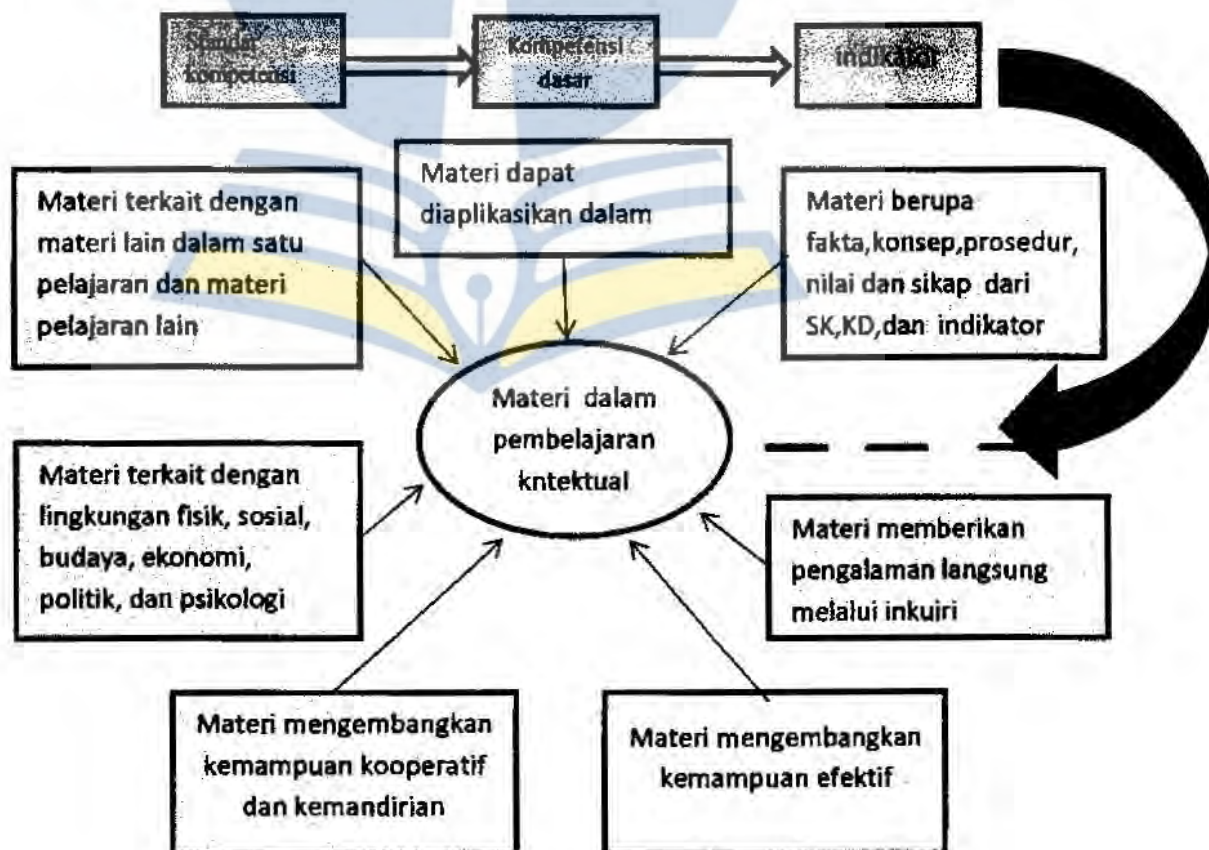 Standar
kompetensi
Kompetensi
dasar
indikator
Materi dapat
diaplikasikan dalam
Materi terkait dengan
materi lain dalam satu
pelajaran dan materi
pelajaran lain
Materi berupa
fakta,konsep,prosedur,
nilai dan sikap dari
SK,KD,dan indikator
Materi dalam
pembelajaran
kntektual
Materi terkait dengan
lingkungan fisik, sosial,
budaya, ekonomi,
politik, dan psikologi
Materi memberikan
pengalaman langsung
melalui inkuiri
Materi mengembangkan
kemampuan kooperatif
dan kemandirian
Materi mengembangkan
kemampuan efektif